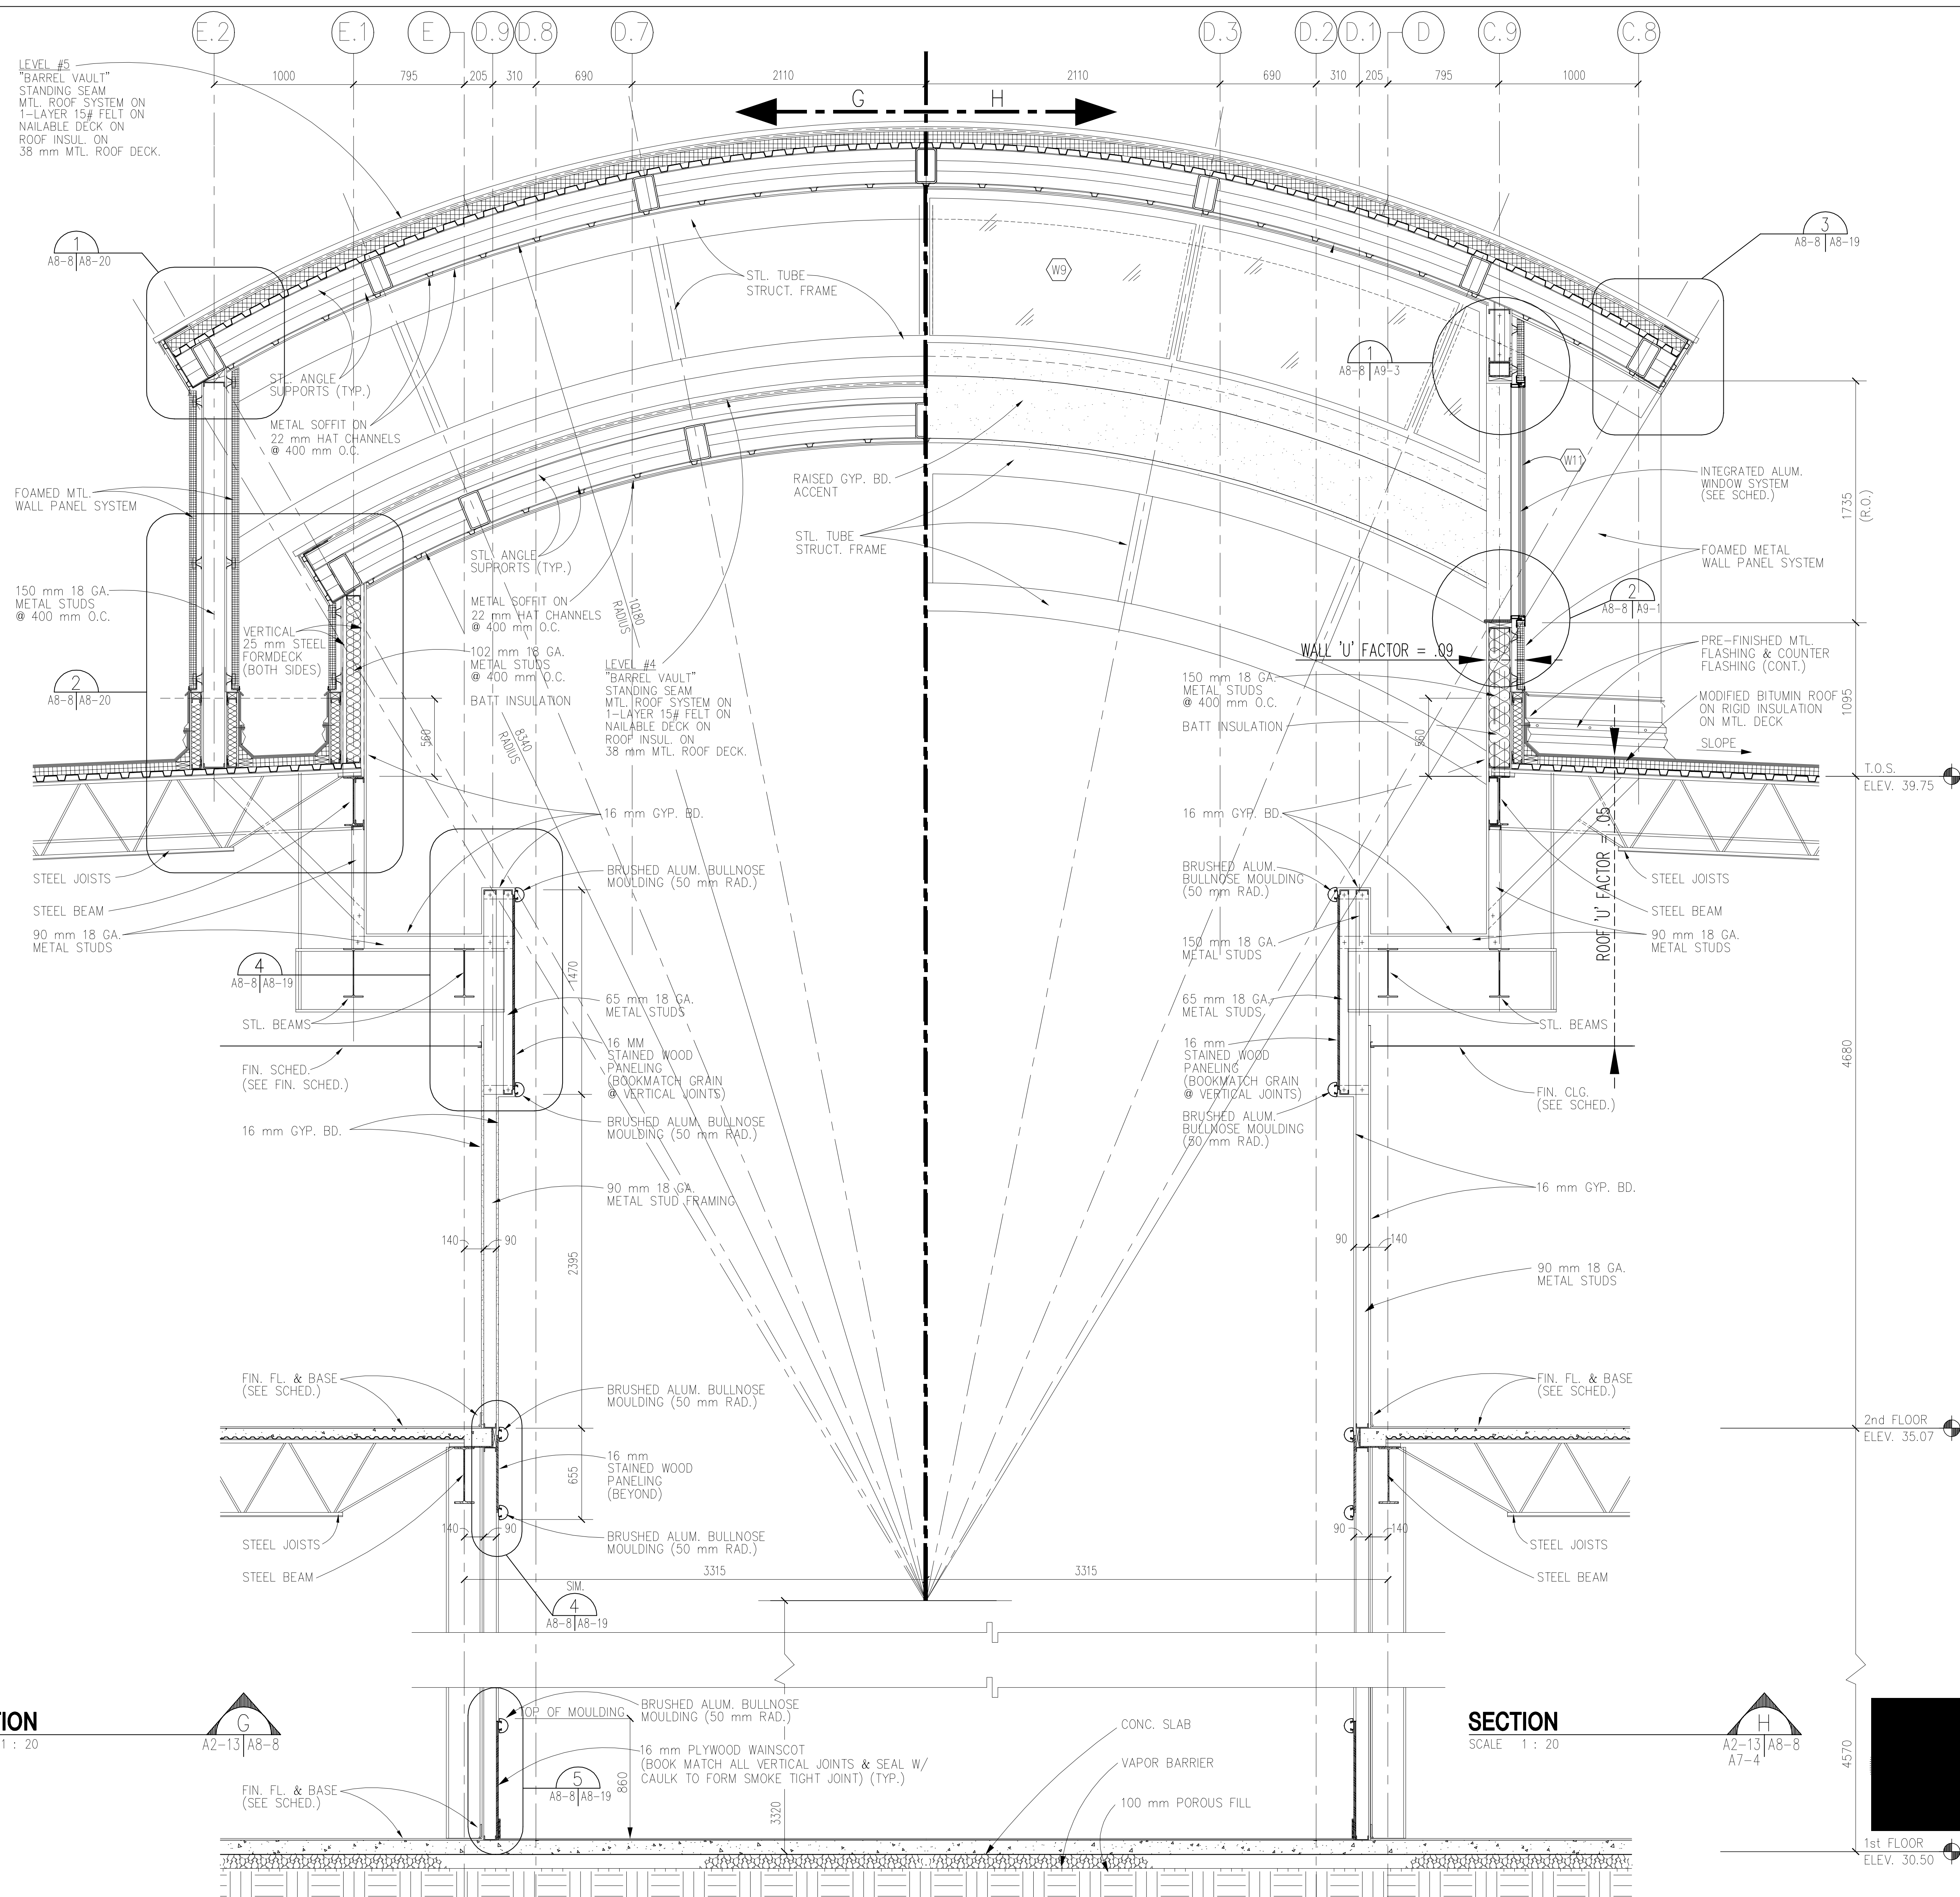 E.2
E.1
E
D.9
D.8
D.7
D.3
D.2
D.1
D
C.9
C.8
1000
795
205
310
690
2110
2110
690
310
205
795
1000
G
H
LEVEL #5
"BARREL VAULT"
STANDING SEAM
MTL. ROOF SYSTEM ON
1-LAYER 15# FELT ON
NAILABLE DECK ON
ROOF INSUL. ON
38 mm MTL. ROOF DECK.
1
A8-8 A8-20
3
A8-8 A8-19
STL. TUBE
STRUCT. FRAME
W9
STL. ANGLE
SUPPORTS (TYP.)
1
A8-8 A9-3
METAL SOFFIT ON
22 mm HAT CHANNELS
@ 400 mm O.C.
FOAMED MTL.
WALL PANEL SYSTEM
RAISED GYP. BD.
ACCENT
W11
INTEGRATED ALUM.
WINDOW SYSTEM
(SEE SCHED.)
1735
(R.O.)
STL. TUBE
STRUCT. FRAME
STL. ANGLE
SUPPORTS (TYP.)
FOAMED METAL
WALL PANEL SYSTEM
150 mm 18 GA.
METAL STUDS
@ 400 mm O.C.
METAL SOFFIT ON
22 mm HAT CHANNELS
@ 400 mm O.C.
10180
RADIUS
2
A8-8 A9-1
VERTICAL
25 mm STEEL
FORMDECK
(BOTH SIDES)
102 mm 18 GA.
METAL STUDS
@ 400 mm O.C.
BATT INSULATION
LEVEL #4
"BARREL VAULT"
STANDING SEAM
MTL. ROOF SYSTEM ON
1-LAYER 15# FELT ON
NAILABLE DECK ON
ROOF INSUL. ON
38 mm MTL. ROOF DECK.
WALL 'U' FACTOR = .09
PRE-FINISHED MTL.
FLASHING & COUNTER
FLASHING (CONT.)
2
A8-8 A8-20
150 mm 18 GA.
METAL STUDS
@ 400 mm O.C.
BATT INSULATION
MODIFIED BITUMIN ROOF
ON RIGID INSULATION
ON MTL. DECK
SLOPE
1095
560
8340
RADIUS
560
T.O.S.
ELEV. 39.75
16 mm GYP. BD.
16 mm GYP. BD.
ROOF 'U' FACTOR = .05
STEEL JOISTS
BRUSHED ALUM. BULLNOSE
MOULDING (50 mm RAD.)
BRUSHED ALUM.
BULLNOSE MOULDING
(50 mm RAD.)
STEEL JOISTS
STEEL BEAM
STEEL BEAM
90 mm 18 GA.
METAL STUDS
150 mm 18 GA.
METAL STUDS
90 mm 18 GA.
METAL STUDS
4
A8-8 A8-19
1470
65 mm 18 GA.
METAL STUDS
65 mm 18 GA.
METAL STUDS
STL. BEAMS
STL. BEAMS
16 MM
STAINED WOOD
PANELING
(BOOKMATCH GRAIN
@ VERTICAL JOINTS)
16 mm
STAINED WOOD
PANELING
(BOOKMATCH GRAIN
@ VERTICAL JOINTS)
4680
FIN. SCHED.
(SEE FIN. SCHED.)
FIN. CLG.
(SEE SCHED.)
16 mm GYP. BD.
BRUSHED ALUM. BULLNOSE
MOULDING (50 mm RAD.)
BRUSHED ALUM.
BULLNOSE MOULDING
(50 mm RAD.)
90 mm 18 GA.
METAL STUD FRAMING
16 mm GYP. BD.
140
90
2395
90
140
90 mm 18 GA.
METAL STUDS
FIN. FL. & BASE
(SEE SCHED.)
BRUSHED ALUM. BULLNOSE
MOULDING (50 mm RAD.)
FIN. FL. & BASE
(SEE SCHED.)
2nd FLOOR
ELEV. 35.07
16 mm
STAINED WOOD
PANELING
(BEYOND)
655
140
90
90
140
STEEL JOISTS
BRUSHED ALUM. BULLNOSE
MOULDING (50 mm RAD.)
STEEL JOISTS
STEEL BEAM
3315
3315
STEEL BEAM
SIM.
4
A8-8 A8-19
TION
1 : 20
G
A2-13 A8-8
TOP OF MOULDING
BRUSHED ALUM. BULLNOSE
MOULDING (50 mm RAD.)
CONC. SLAB
SECTION
SCALE 1 : 20
H
A2-13 A8-8
A7-4
16 mm PLYWOOD WAINSCOT
(BOOK MATCH ALL VERTICAL JOINTS & SEAL W/
CAULK TO FORM SMOKE TIGHT JOINT) (TYP.)
VAPOR BARRIER
4570
5
A8-8 A8-19
860
3320
FIN. FL. & BASE
(SEE SCHED.)
100 mm POROUS FILL
1st FLOOR
ELEV. 30.50